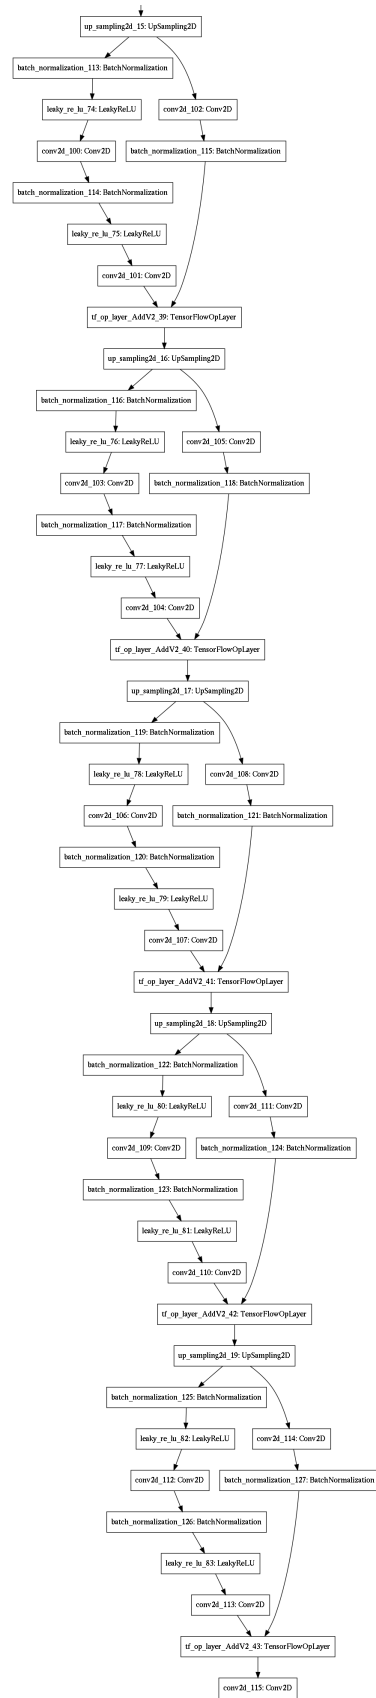 up_sampling2d_15: UpSampling2D
batch_normalization_113: BatchNormalization
leaky_re_lu_74: LeakyReLU
conv2d_102: Conv2D
conv2d_100: Conv2D
batch_normalization_115: BatchNormalization
batch_normalization_114: BatchNormalization
leaky_re_lu_75: LeakyReLU
conv2d_101: Conv2D
tf_op_layer_AddV2_39: TensorFlowOpLayer
up_sampling2d_16: UpSampling2D
batch_normalization_116: BatchNormalization
leaky_re_lu_76: LeakyReLU
conv2d_105: Conv2D
conv2d_103: Conv2D
batch_normalization_118: BatchNormalization
batch_normalization_117: BatchNormalization
leaky_re_lu_77: LeakyReLU
conv2d_104: Conv2D
tf_op_layer_AddV2_40: TensorFlowOpLayer
up_sampling2d_17: UpSampling2D
batch_normalization_119: BatchNormalization
leaky_re_lu_78: LeakyReLU
conv2d_108: Conv2D
conv2d_106: Conv2D
batch_normalization_121: BatchNormalization
batch_normalization_120: BatchNormalization
leaky_re_lu_79: LeakyReLU
conv2d_107: Conv2D
tf_op_layer_AddV2_41: TensorFlowOpLayer
up_sampling2d_18: UpSampling2D
batch_normalization_122: BatchNormalization
leaky_re_lu_80: LeakyReLU
conv2d_111: Conv2D
conv2d_109: Conv2D
batch_normalization_124: BatchNormalization
batch_normalization_123: BatchNormalization
leaky_re_lu_81: LeakyReLU
conv2d_110: Conv2D
tf_op_layer_AddV2_42: TensorFlowOpLayer
up_sampling2d_19: UpSampling2D
batch_normalization_125: BatchNormalization
leaky_re_lu_82: LeakyReLU
conv2d_114: Conv2D
conv2d_112: Conv2D
batch_normalization_127: BatchNormalization
batch_normalization_126: BatchNormalization
leaky_re_lu_83: LeakyReLU
conv2d_113: Conv2D
tf_op_layer_AddV2_43: TensorFlowOpLayer
conv2d_115: Conv2D